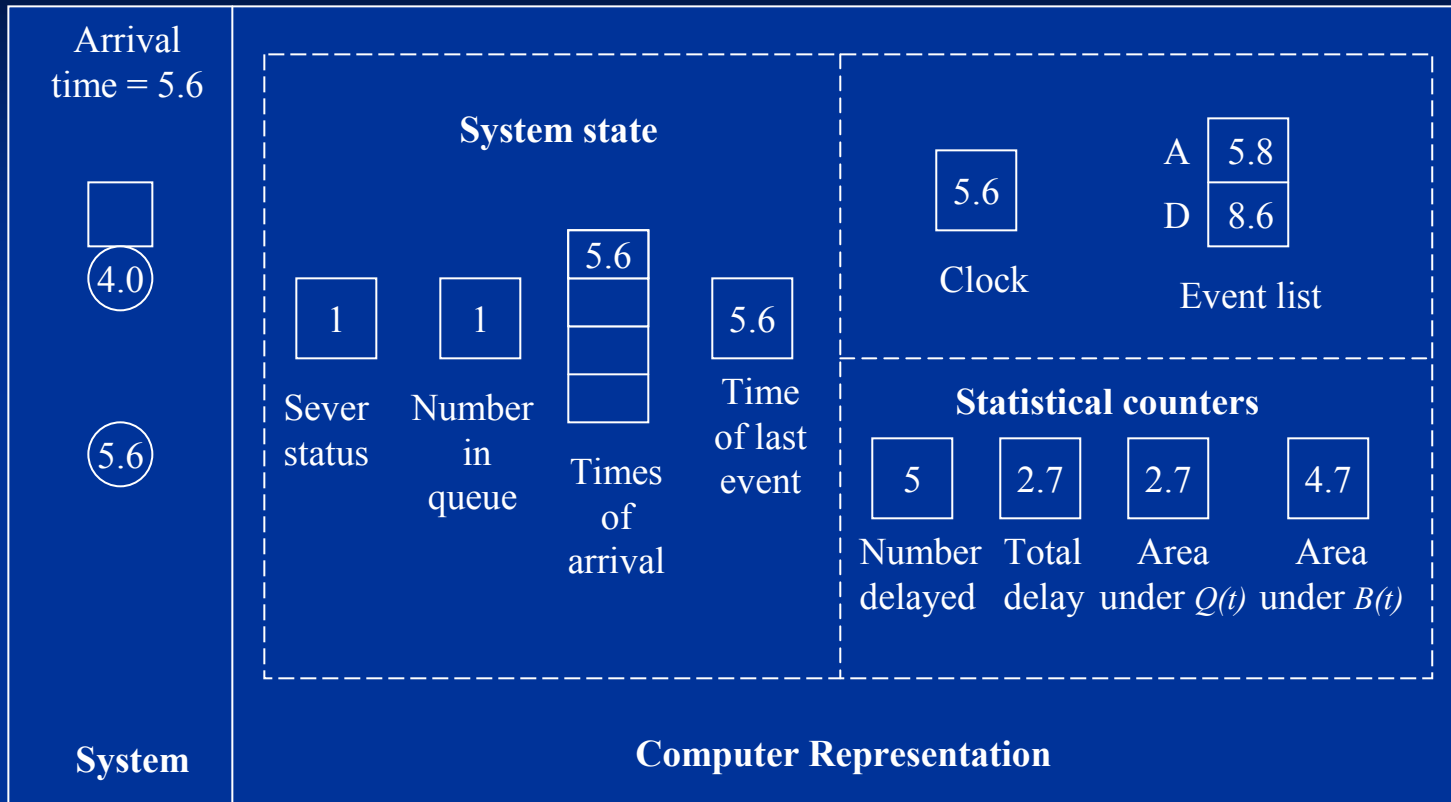 Arrival
time = 5.6
4.0
5.6
System
System state
1
Sever
status
1
Number
in
queue
5.6
Times
of
arrival
5.6
Time
of last
event
5.6
Clock
A 5.8
D 8.6
Event list
Statistical counters
5
Number
delayed
2.7
Total
delay
2.7
Area
under Q(t)
4.7
Area
under B(t)
Computer Representation